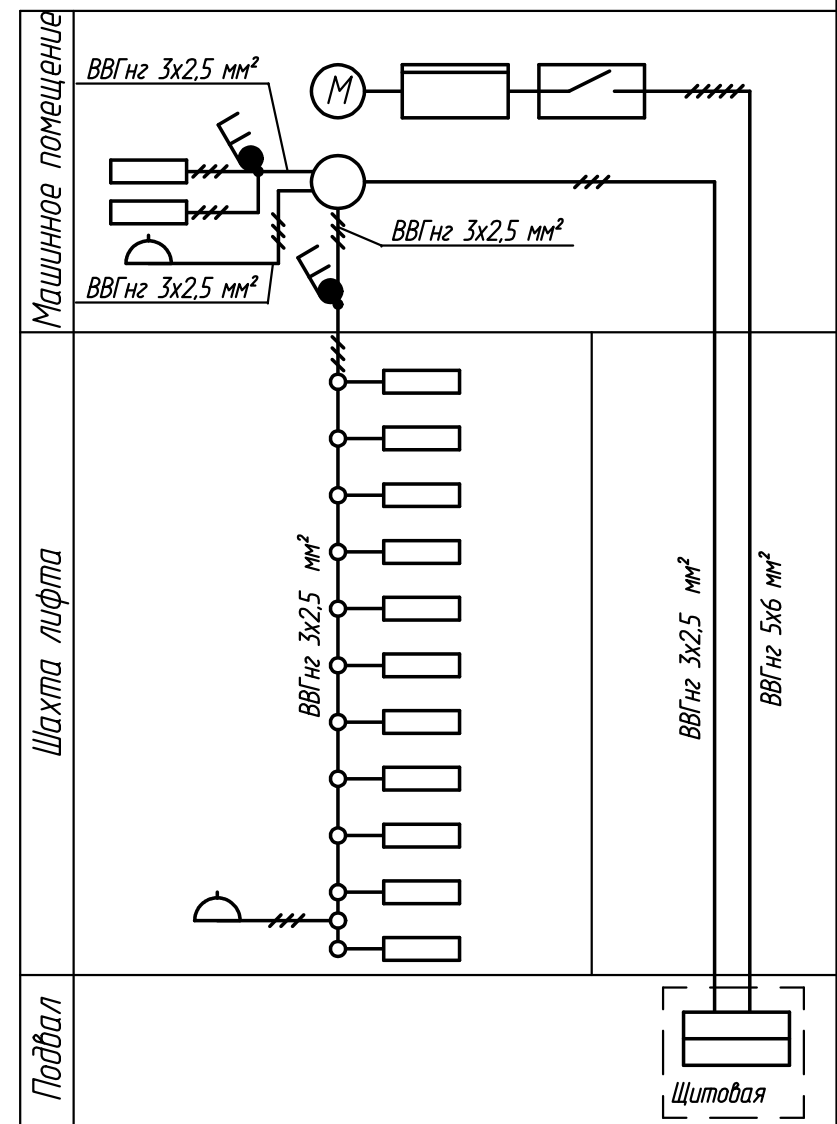 Машинное помещение
ВВГнг 3х2,5 мм²
М
ВВГнг 3х2,5 мм²
ВВГнг 3х2,5 мм²
Шахта лифта
ВВГнг 3х2,5 мм²
ВВГнг 3х2,5 мм²
ВВГнг 5х6 мм²
Подвал
Щитовая